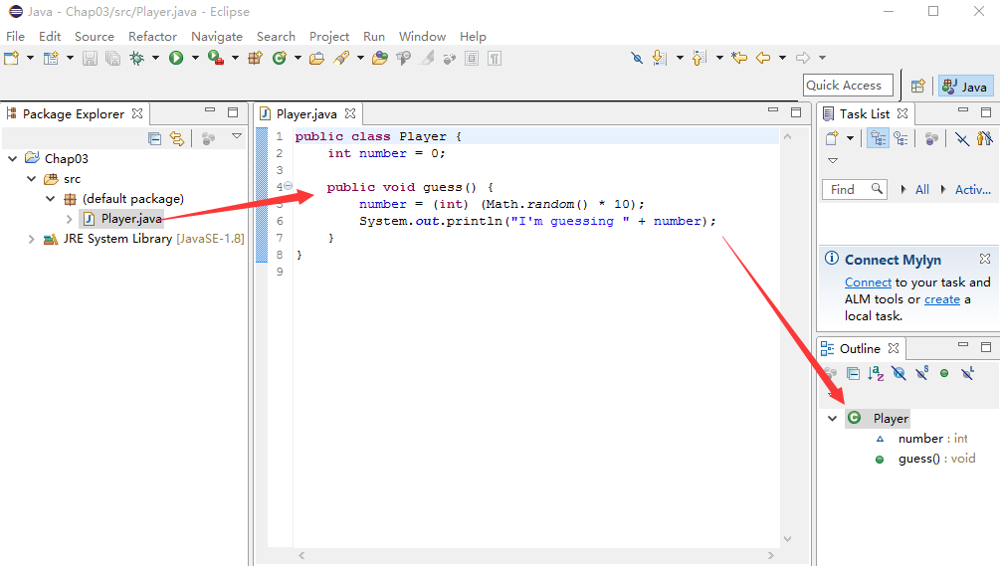 Java - Chap03/src/Player.java - Eclipse
File Edit Source Refactor Navigate Search Project Run Window Help
Quick Access
Java
Package Explorer
Chap03
src
(default package)
Player.java
JRE System Library [JavaSE-1.8]
Player.java
1 public class Player {
2 int number = 0;
3
4 public void guess() {
5 number = (int) (Math.random() * 10);
6 System.out.println("I'm guessing " + number);
7 }
8 }
9
Task List
Find
All
Activ...
Connect Mylyn
Connect to your task and
ALM tools or create a
local task.
Outline
Player
number : int
guess() : void